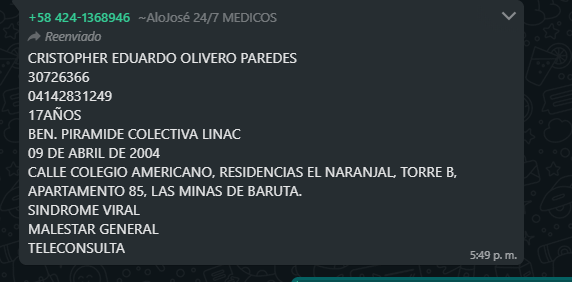 +58 424-1368946 ~AloJosé 24/7 MEDICOS
Reenviado
CRISTOPHER EDUARDO OLIVERO PAREDES
30726366
04142831249
17AÑOS
BEN. PIRAMIDE COLECTIVA LINAC
09 DE ABRIL DE 2004
CALLE COLEGIO AMERICANO, RESIDENCIAS EL NARANJAL, TORRE B,
APARTAMENTO 85, LAS MINAS DE BARUTA.
SINDROME VIRAL
MALESTAR GENERAL
TELECONSULTA
5:49 p. m.